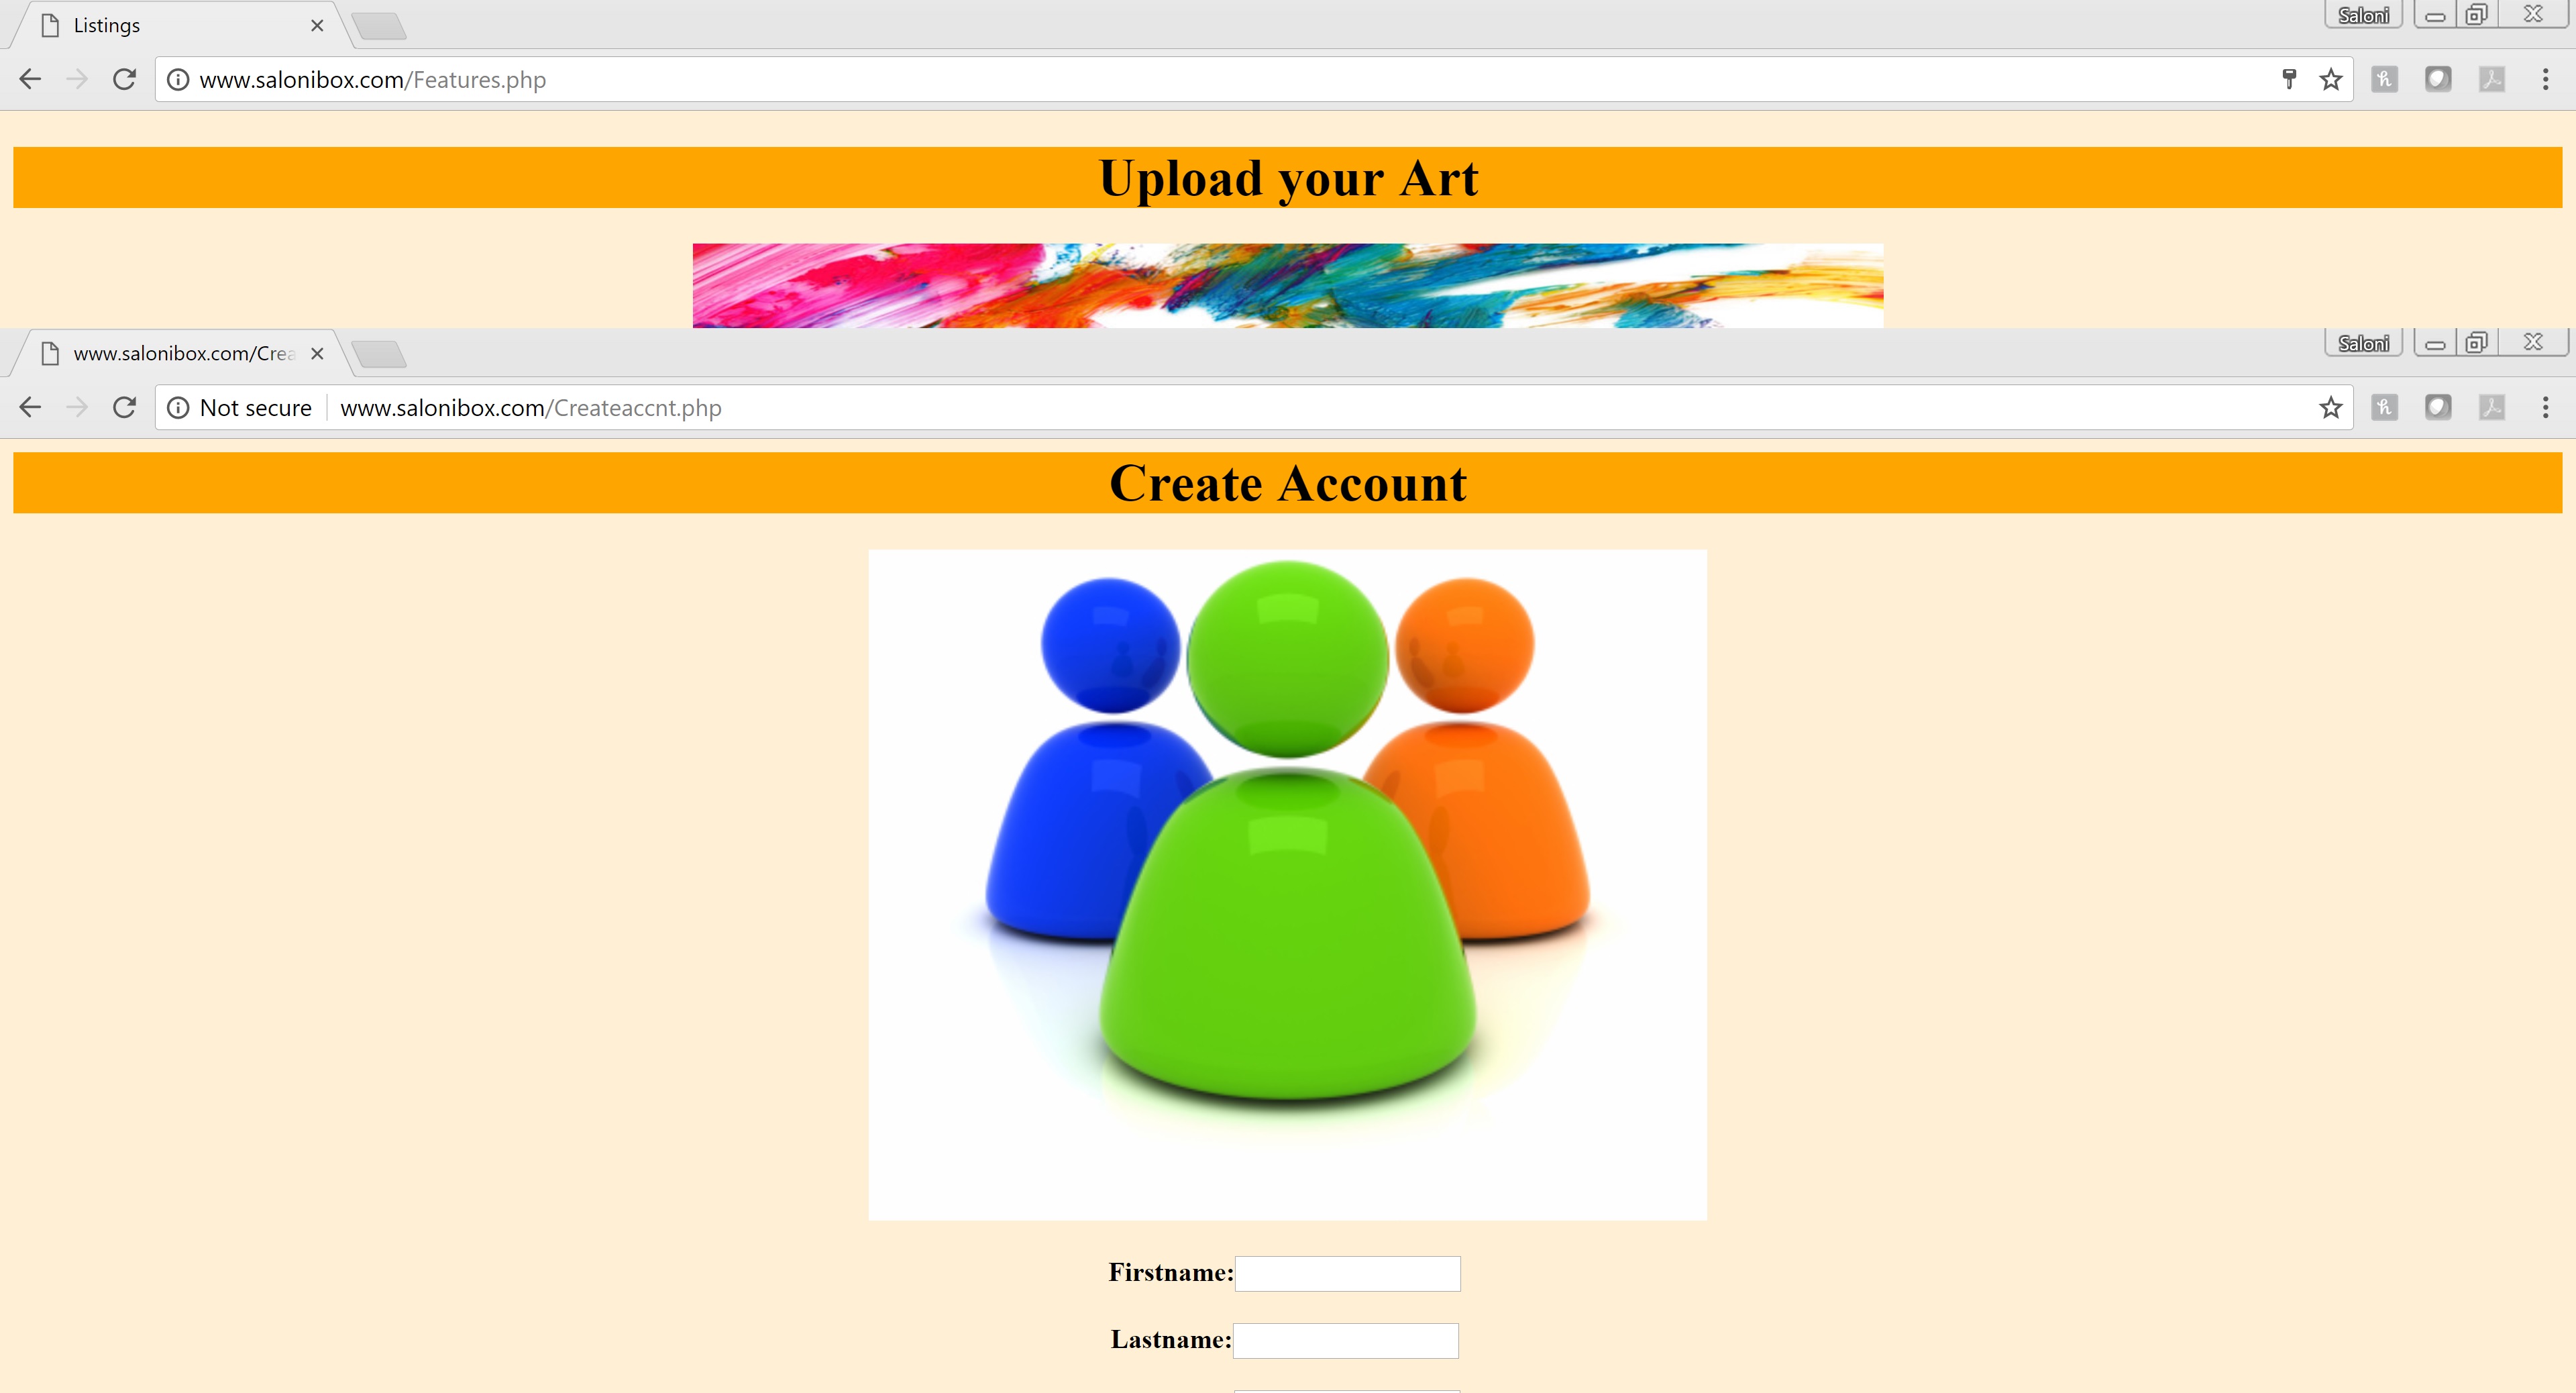 Listings
Saloni
www.salonibox.com/Features.php
Upload your Art
www.salonibox.com/Crea
Saloni
Not secure www.salonibox.com/Createaccnt.php
Create Account
Firstname:
Lastname: